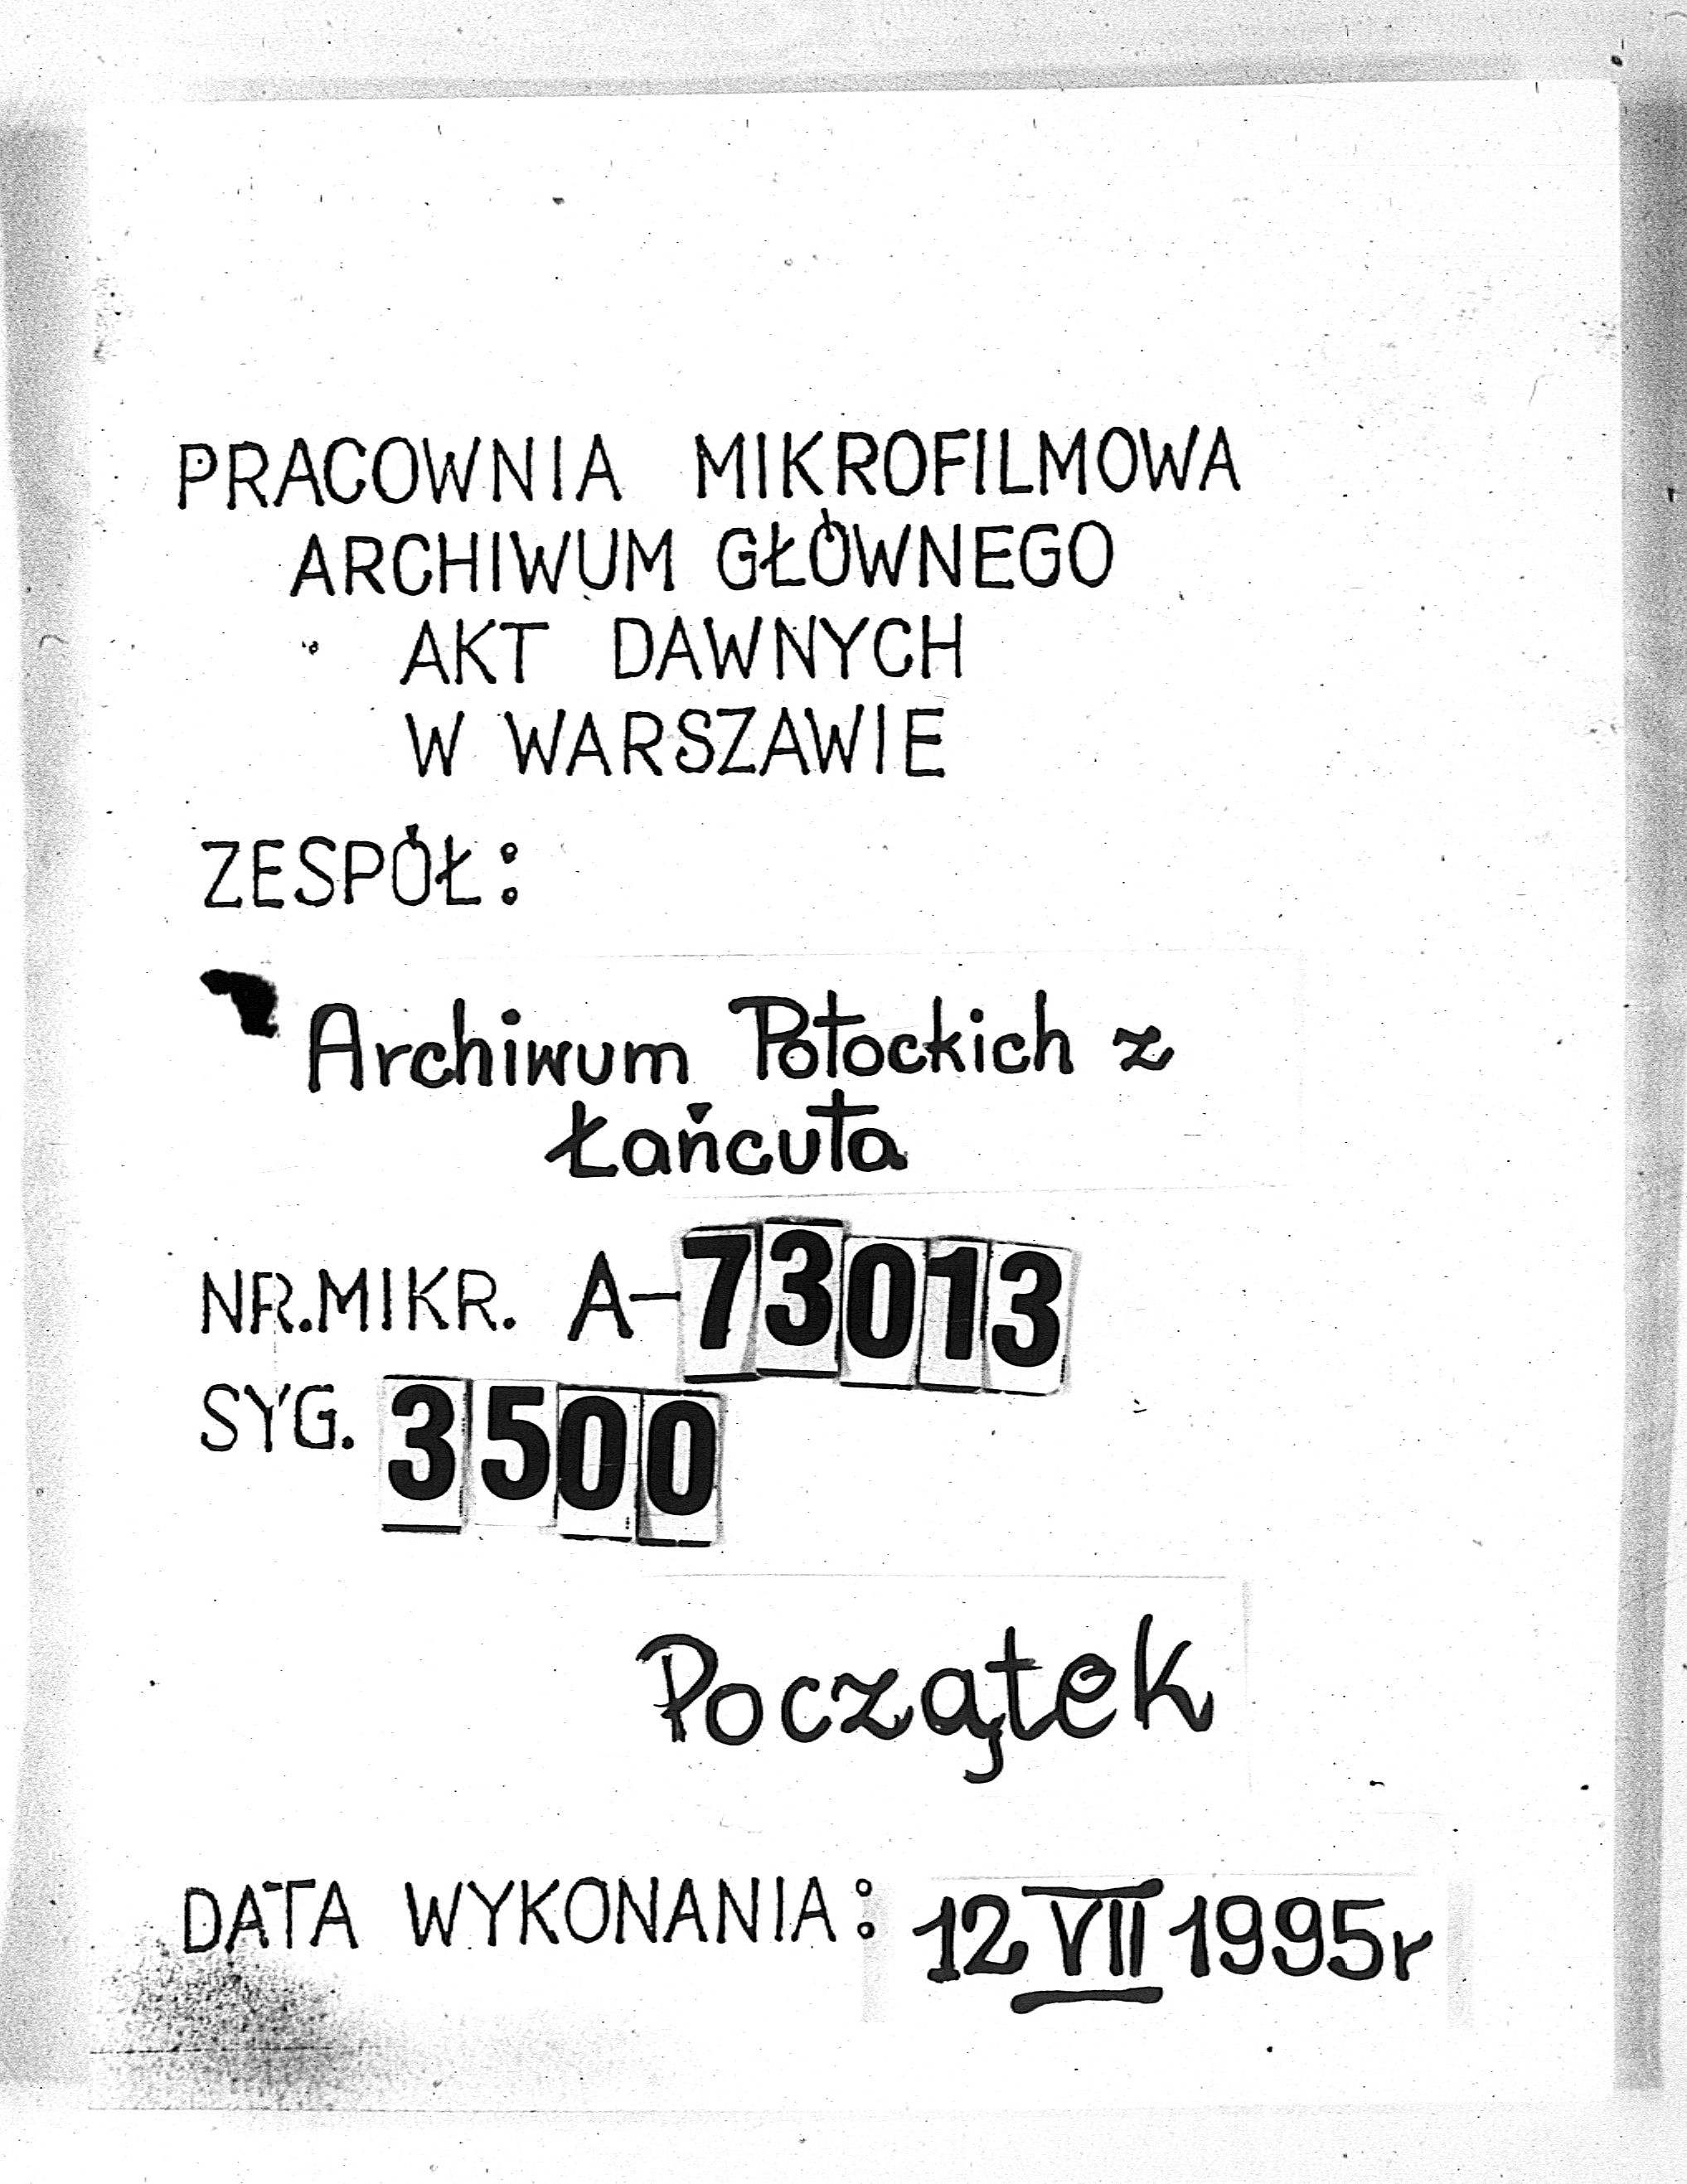 PRACOWNIA MIKROFILMOWA
ARCHIWUM GŁÓWNEGO
AKT DAWNYCH
W WARSZAWIE
ZESPÓŁ:
Archiwum Potockich z
Łańcuta
NR.MIKR. A-73013
SYG. 3500
Początek
DATA WYKONANIA: 12 VII 1995r